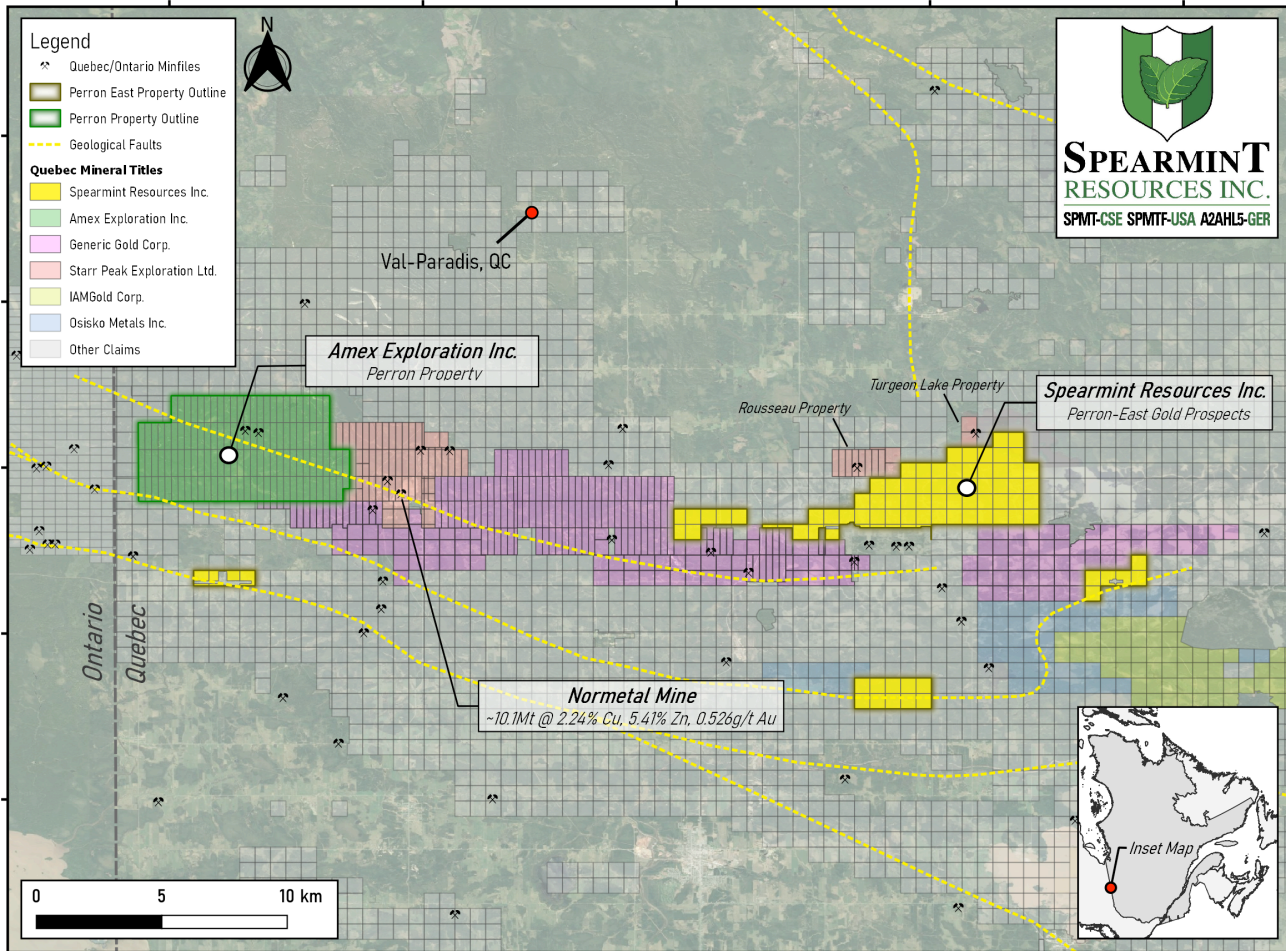 Legend
Quebec/Ontario Minfiles
Perron East Property Outline
Perron Property Outline
Geological Faults
Quebec Mineral Titles
Spearmint Resources Inc.
Amex Exploration Inc.
Generic Gold Corp.
Starr Peak Exploration Ltd.
IAMGold Corp.
Osisko Metals Inc.
Other Claims
N
SPEARMINT
RESOURCES INC.
SPMT-CSE SPMTF-USA A2AHL5-GER
Val-Paradis, QC
Amex Exploration Inc.
Perron Property
Turgeon Lake Property
Rousseau Property
Spearmint Resources Inc.
Perron-East Gold Prospects
Ontario
Quebec
Normetal Mine
~10.1Mt @ 2.24% Cu, 5.41% Zn, 0.526g/t Au
Inset Map
0 5 10 km